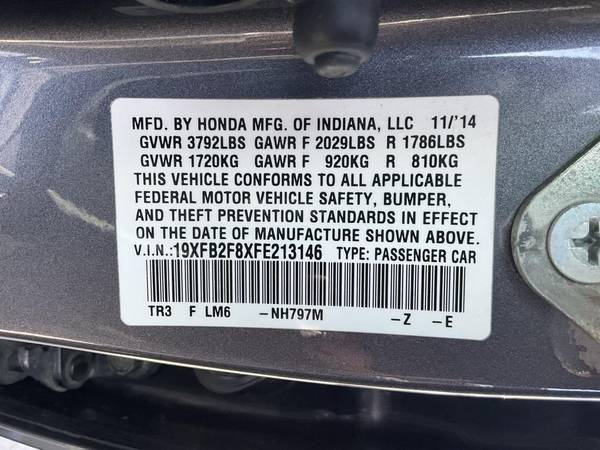 MFD. BY HONDA MFG. OF INDIANA, LLC 11/'14
GVWR 3792LBS GAWR F 2029LBS R 1786LBS
GVWR 1720KG GAWR F 920KG R 810KG
THIS VEHICLE CONFORMS TO ALL APPLICABLE
FEDERAL MOTOR VEHICLE SAFETY, BUMPER,
AND THEFT PREVENTION STANDARDS IN EFFECT
ON THE DATE OF MANUFACTURE SHOWN ABOVE.
V.I.N.:19XFB2F8XFE213146 TYPE: PASSENGER CAR
TR3 F LM6 –NH797M –Z –E